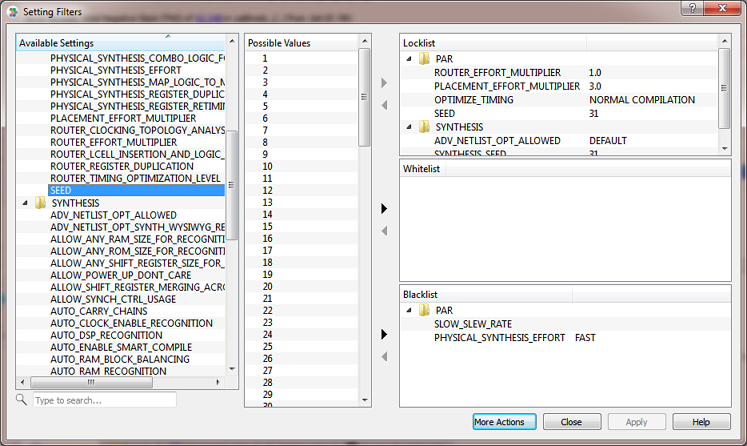 Setting Filters
Available Settings
PHYSICAL_SYNTHESIS_COMBO_LOGIC_FO
PHYSICAL_SYNTHESIS_EFFORT
PHYSICAL_SYNTHESIS_MAP_LOGIC_TO_M
PHYSICAL_SYNTHESIS_REGISTER_DUPLIC
PHYSICAL_SYNTHESIS_REGISTER_RETIMIN
PLACEMENT_EFFORT_MULTIPLIER
ROUTER_CLOCKING_TOPOLOGY_ANALYS
ROUTER_EFFORT_MULTIPLIER
ROUTER_LCELL_INSERTION_AND_LOGIC_
ROUTER_REGISTER_DUPLICATION
ROUTER_TIMING_OPTIMIZATION_LEVEL
SEED
SYNTHESIS
ADV_NETLIST_OPT_ALLOWED
ADV_NETLIST_OPT_SYNTH_WYSIWYG_RE
ALLOW_ANY_RAM_SIZE_FOR_RECOGNITI
ALLOW_ANY_ROM_SIZE_FOR_RECOGNITI
ALLOW_ANY_SHIFT_REGISTER_SIZE_FOR_
ALLOW_POWER_UP_DONT_CARE
ALLOW_SHIFT_REGISTER_MERGING_ACR
ALLOW_SYNCH_CTRL_USAGE
AUTO_CARRY_CHAINS
AUTO_CLOCK_ENABLE_RECOGNITION
AUTO_DSP_RECOGNITION
AUTO_ENABLE_SMART_COMPILE
AUTO_RAM_BLOCK_BALANCING
AUTO_RAM_RECOGNITION
Type to search...
Possible Values
1
2
3
4
5
6
7
8
9
10
11
12
13
14
15
16
17
18
19
20
21
22
23
24
25
26
27
28
29
30
Locklist
PAR
ROUTER_EFFORT_MULTIPLIER 1.0
PLACEMENT_EFFORT_MULTIPLIER 3.0
OPTIMIZE_TIMING NORMAL COMPILATION
SEED 31
SYNTHESIS
ADV_NETLIST_OPT_ALLOWED DEFAULT
SYNTHESIS_SEED 31
Whitelist
Blacklist
PAR
SLOW_SLEW_RATE
PHYSICAL_SYNTHESIS_EFFORT FAST
More Actions
Close
Apply
Help